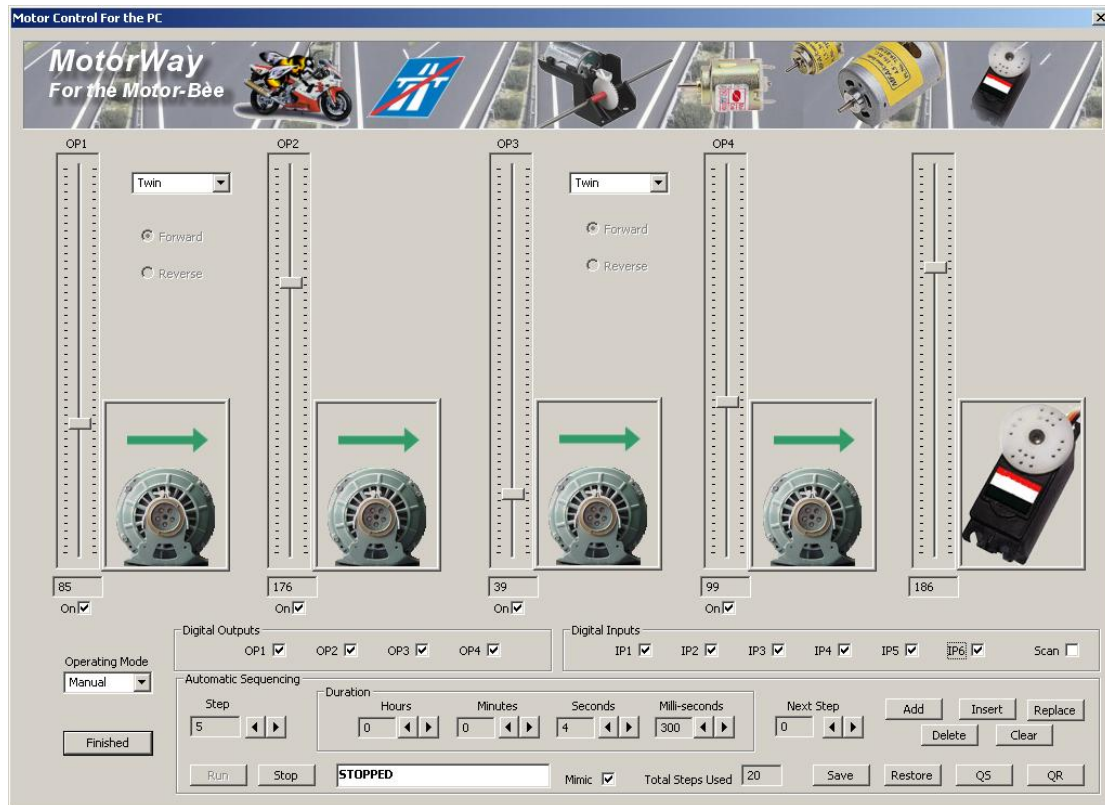 Motor Control For the PC
MotorWay
For the Motor-Bee
OP1 OP2 OP3 OP4
Twin Twin
Forward Forward
Reverse Reverse
85 176 39 99 186
On On On On
Digital Outputs Digital Inputs
OP1 OP2 OP3 OP4 IP1 IP2 IP3 IP4 IP5 IP6 Scan
Operating Mode
Manual
Finished
Automatic Sequencing
Duration
Step Hours Minutes Seconds Milli-seconds Next Step
5 0 0 4 300 0
Add Insert Replace
Delete Clear
Run Stop STOPPED Mimic Total Steps Used 20 Save Restore QS QR